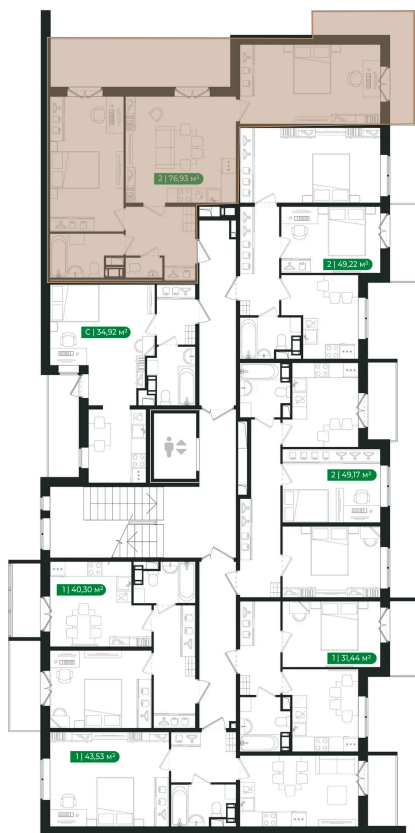 2 | 76,93 м²
2 | 49,22 м²
С | 34,92 м²
2 | 49,17 м²
1 | 40,30 м²
1 | 31,44 м²
1 | 43,53 м²